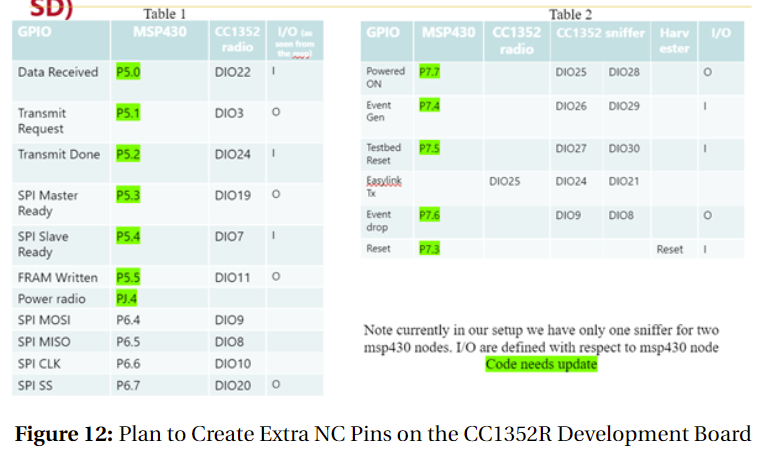 SD)
Table 1
GPIO MSP430 CC1352 radio I/O (as seen from the msp)
Data Received P5.0 DIO22 I
Transmit Request P5.1 DIO3 O
Transmit Done P5.2 DIO24 I
SPI Master Ready P5.3 DIO19 O
SPI Slave Ready P5.4 DIO7 I
FRAM Written P5.5 DIO11 O
Power radio PJ.4
SPI MOSI P6.4 DIO9
SPI MISO P6.5 DIO8
SPI CLK P6.6 DIO10
SPI SS P6.7 DIO20 O
Table 2
GPIO MSP430 CC1352 radio CC1352 sniffer Harv ester I/O
Powered ON P7.7 DIO25 DIO28 O
Event Gen P7.4 DIO26 DIO29 I
Testbed Reset P7.5 DIO27 DIO30 I
Easylink Tx DIO25 DIO24 DIO21
Event drop P7.6 DIO9 DIO8 O
Reset P7.3 Reset I
Note currently in our setup we have only one sniffer for two
msp430 nodes. I/O are defined with respect to msp430 node
Code needs update
Figure 12: Plan to Create Extra NC Pins on the CC1352R Development Board